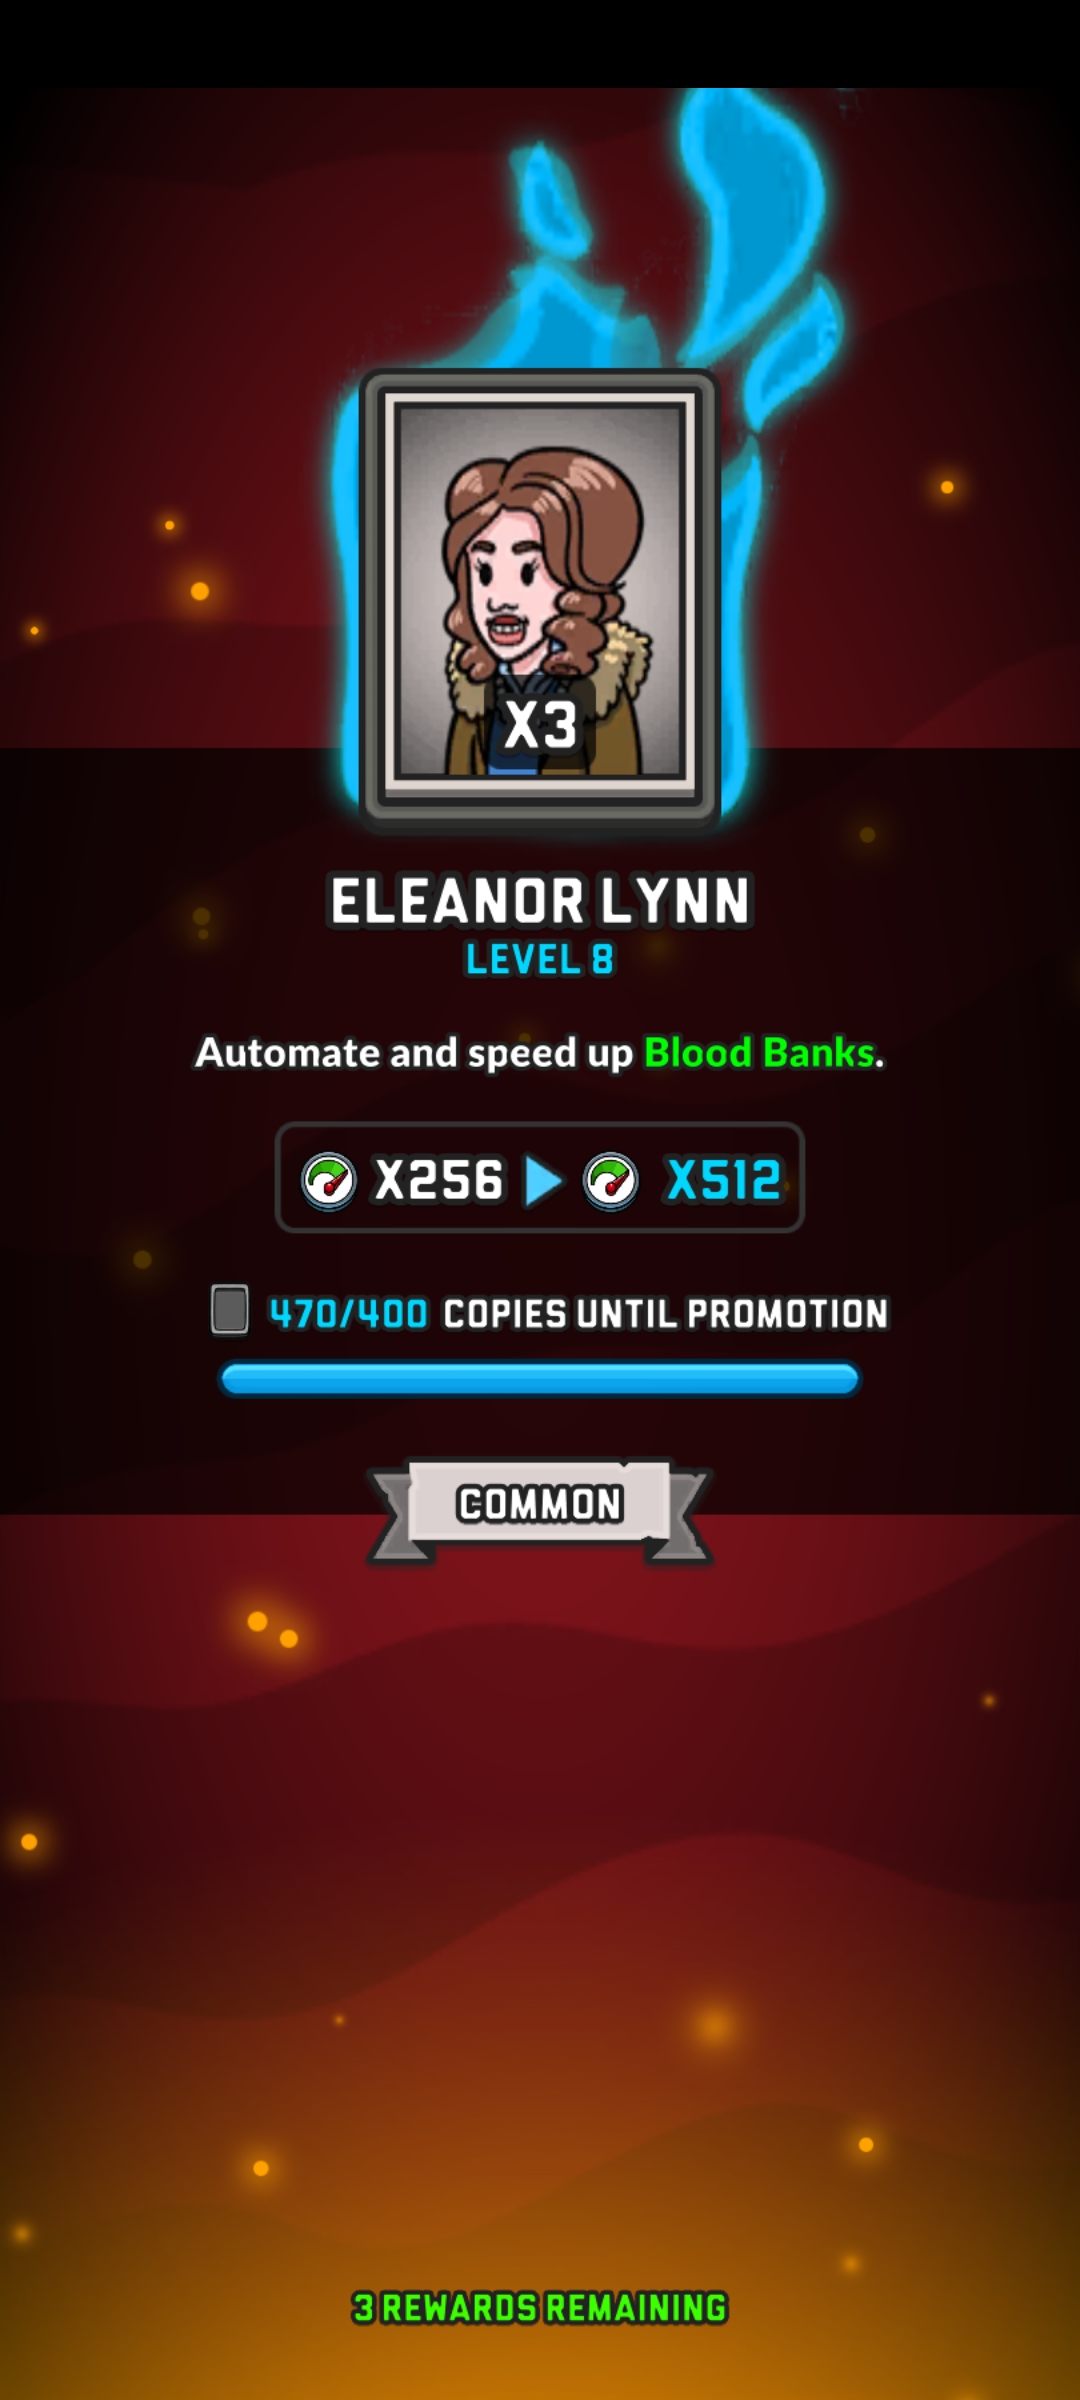 X3
ELEANOR LYNN
LEVEL 8
Automate and speed up Blood Banks.
X256 X512
470/400 COPIES UNTIL PROMOTION
COMMON
3 REWARDS REMAINING